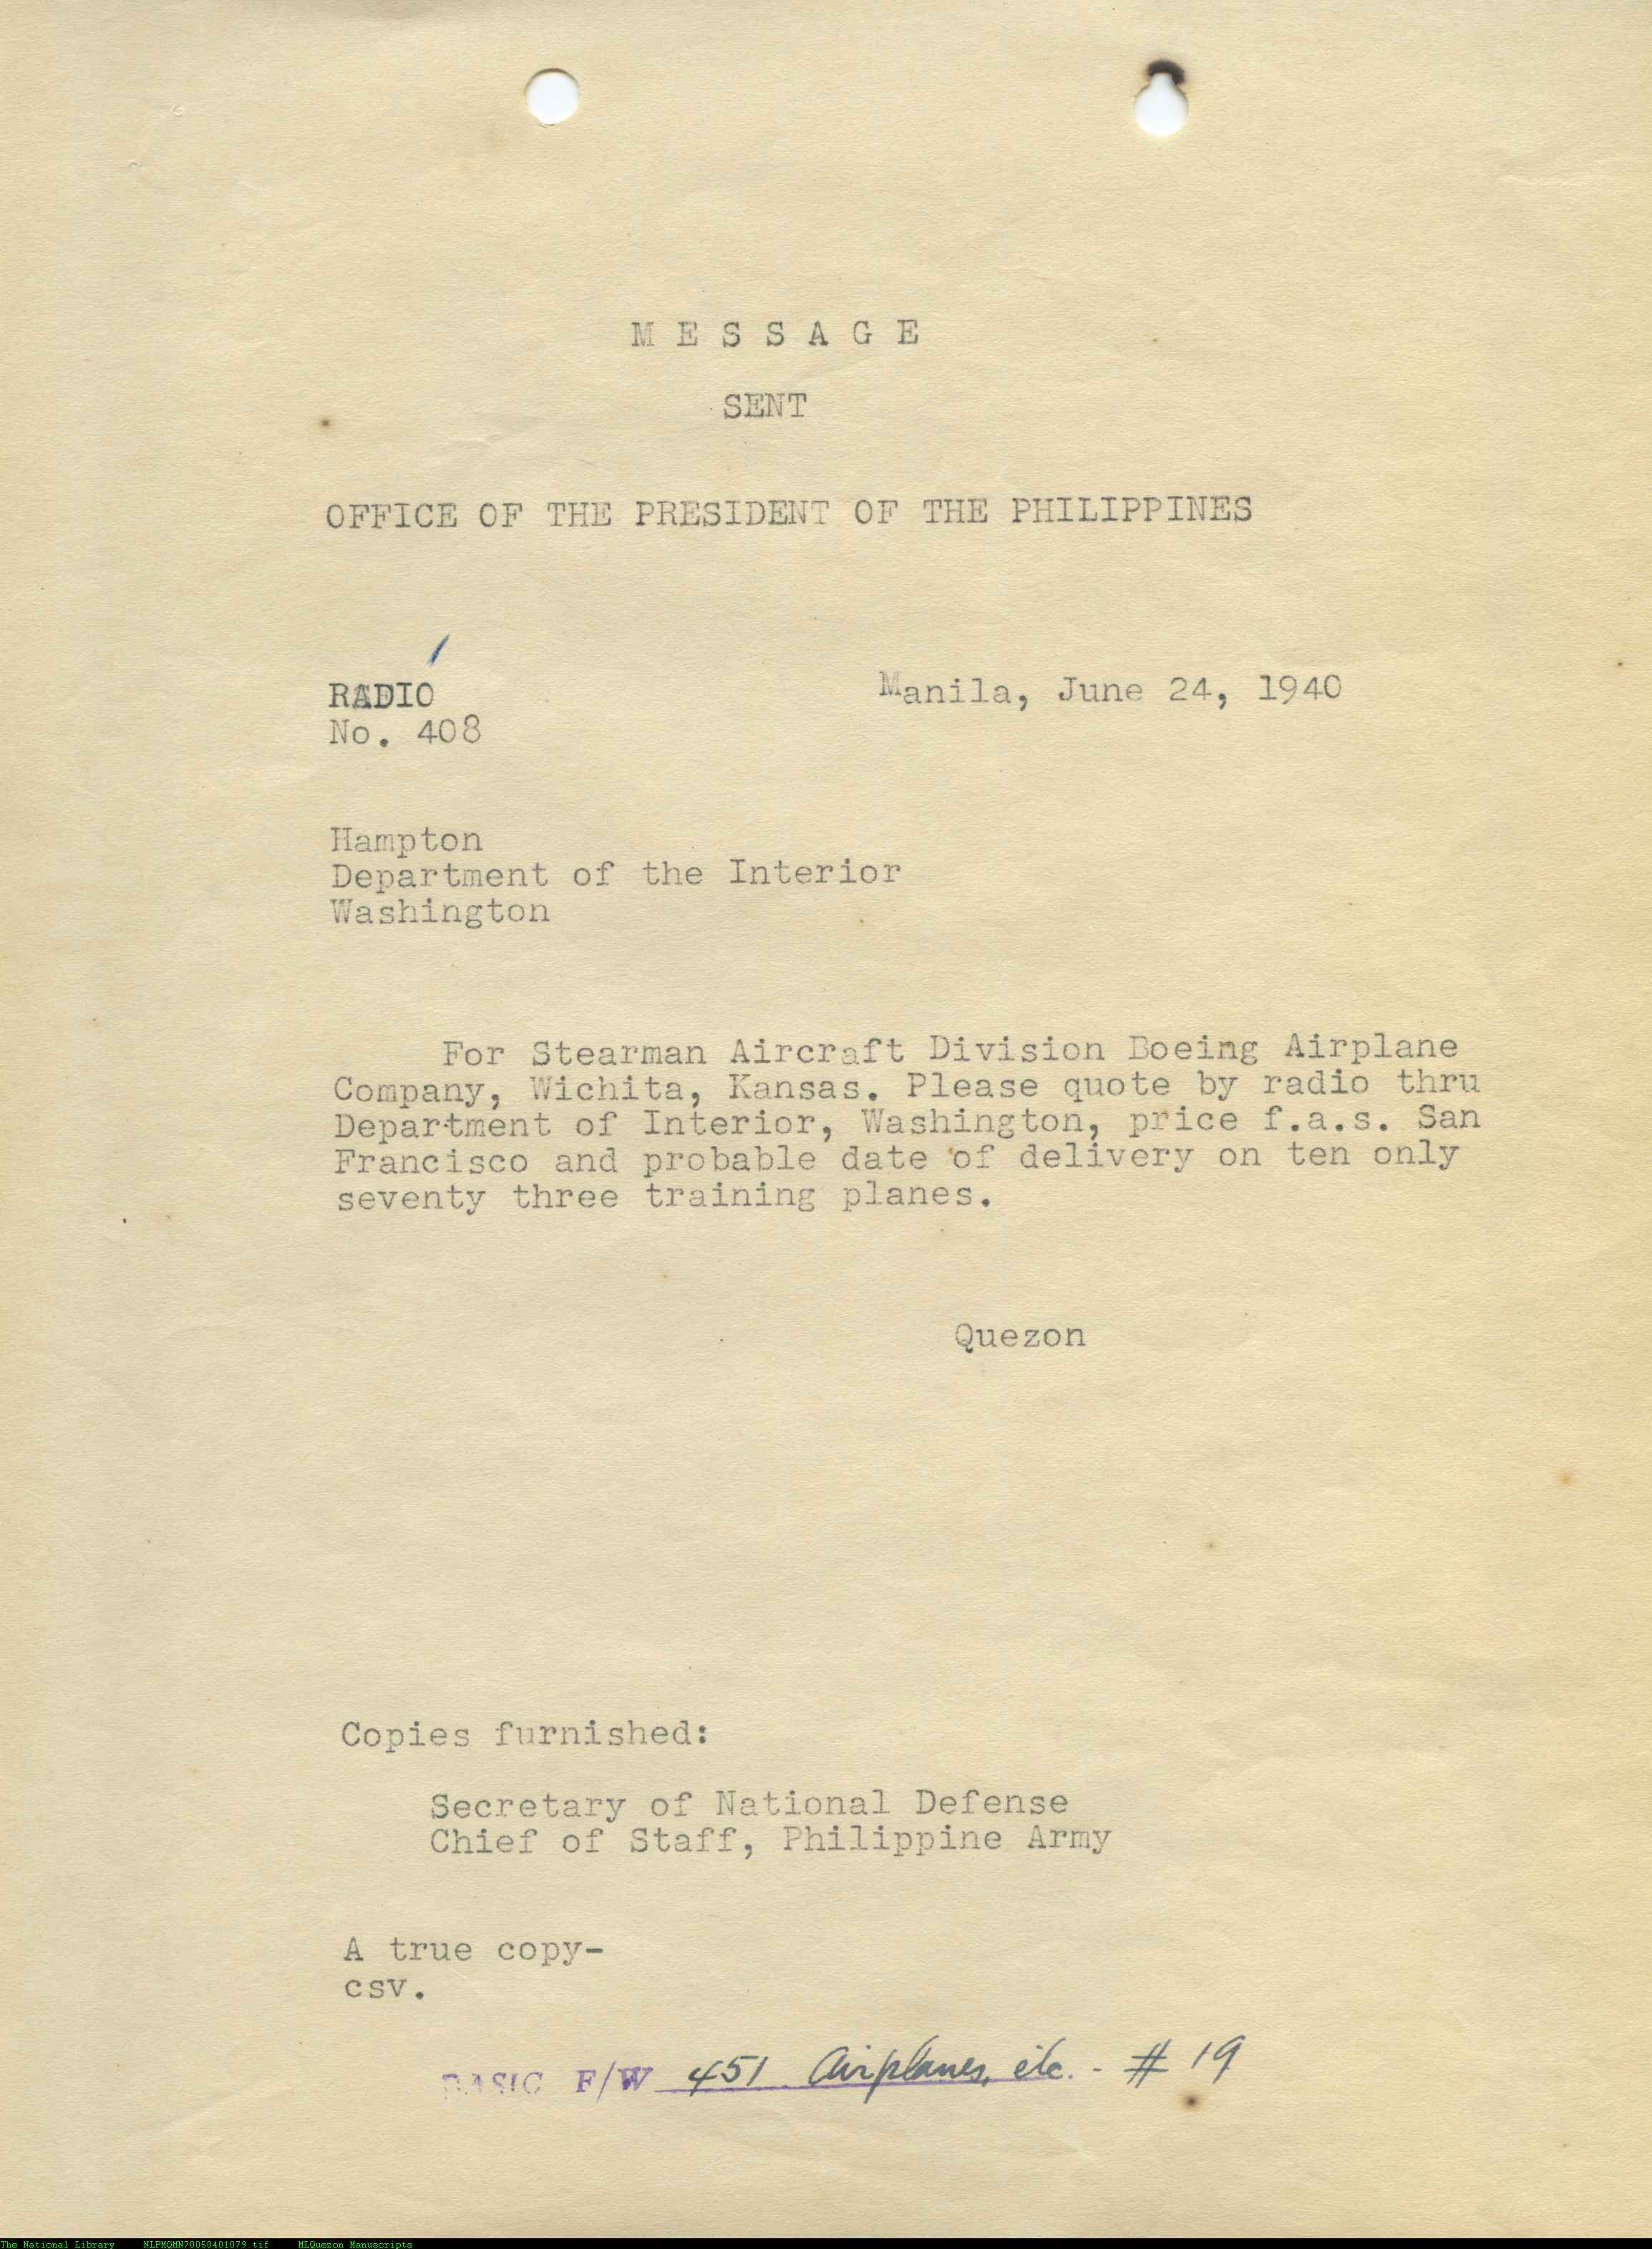 M E S S A G E
SENT
OFFICE OF THE PRESIDENT OF THE PHILIPPINES
RADIO
No. 408
Manila, June 24, 1940
Hampton
Department of the Interior
Washington
For Stearman Aircraft Division Boeing Airplane
Company, Wichita, Kansas. Please quote by radio thru
Department of Interior, Washington, price f.a.s. San
Francisco and probable date of delivery on ten only
seventy three training planes.
Quezon
Copies furnished:
Secretary of National Defense
Chief of Staff, Philippine Army
A true copy-
csv.
BASIC F/W 451 Airplanes, etc. - # 19
The National Library NLPMQMN70050401079.tif MLQuezon Manuscripts